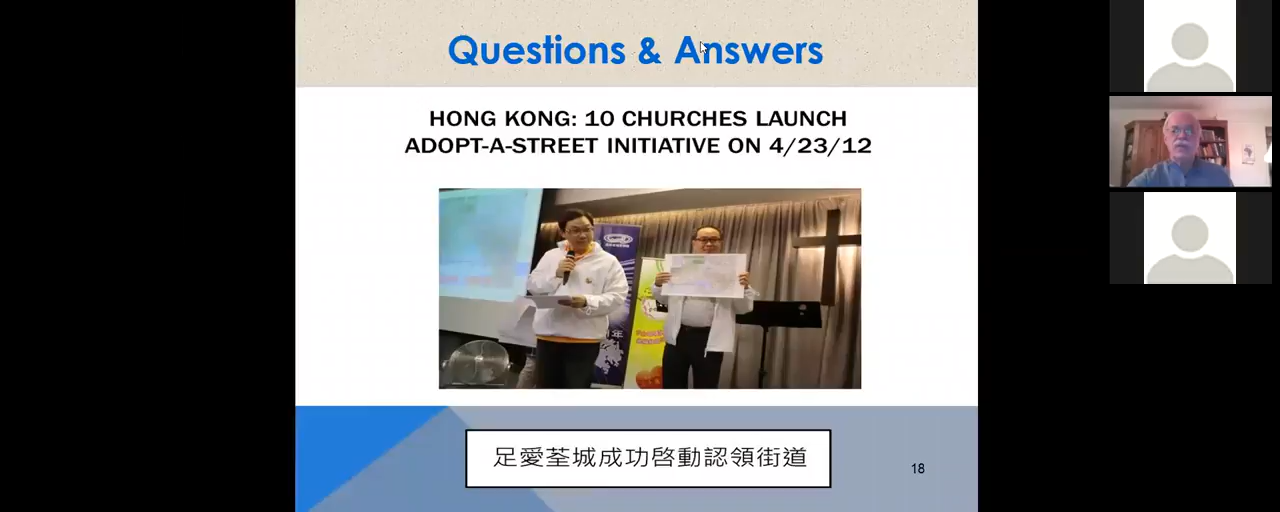 Questions & Answers
HONG KONG: 10 CHURCHES LAUNCH
ADOPT-A-STREET INITIATIVE ON 4/23/12
足愛荃城成功啓動認領街道
18